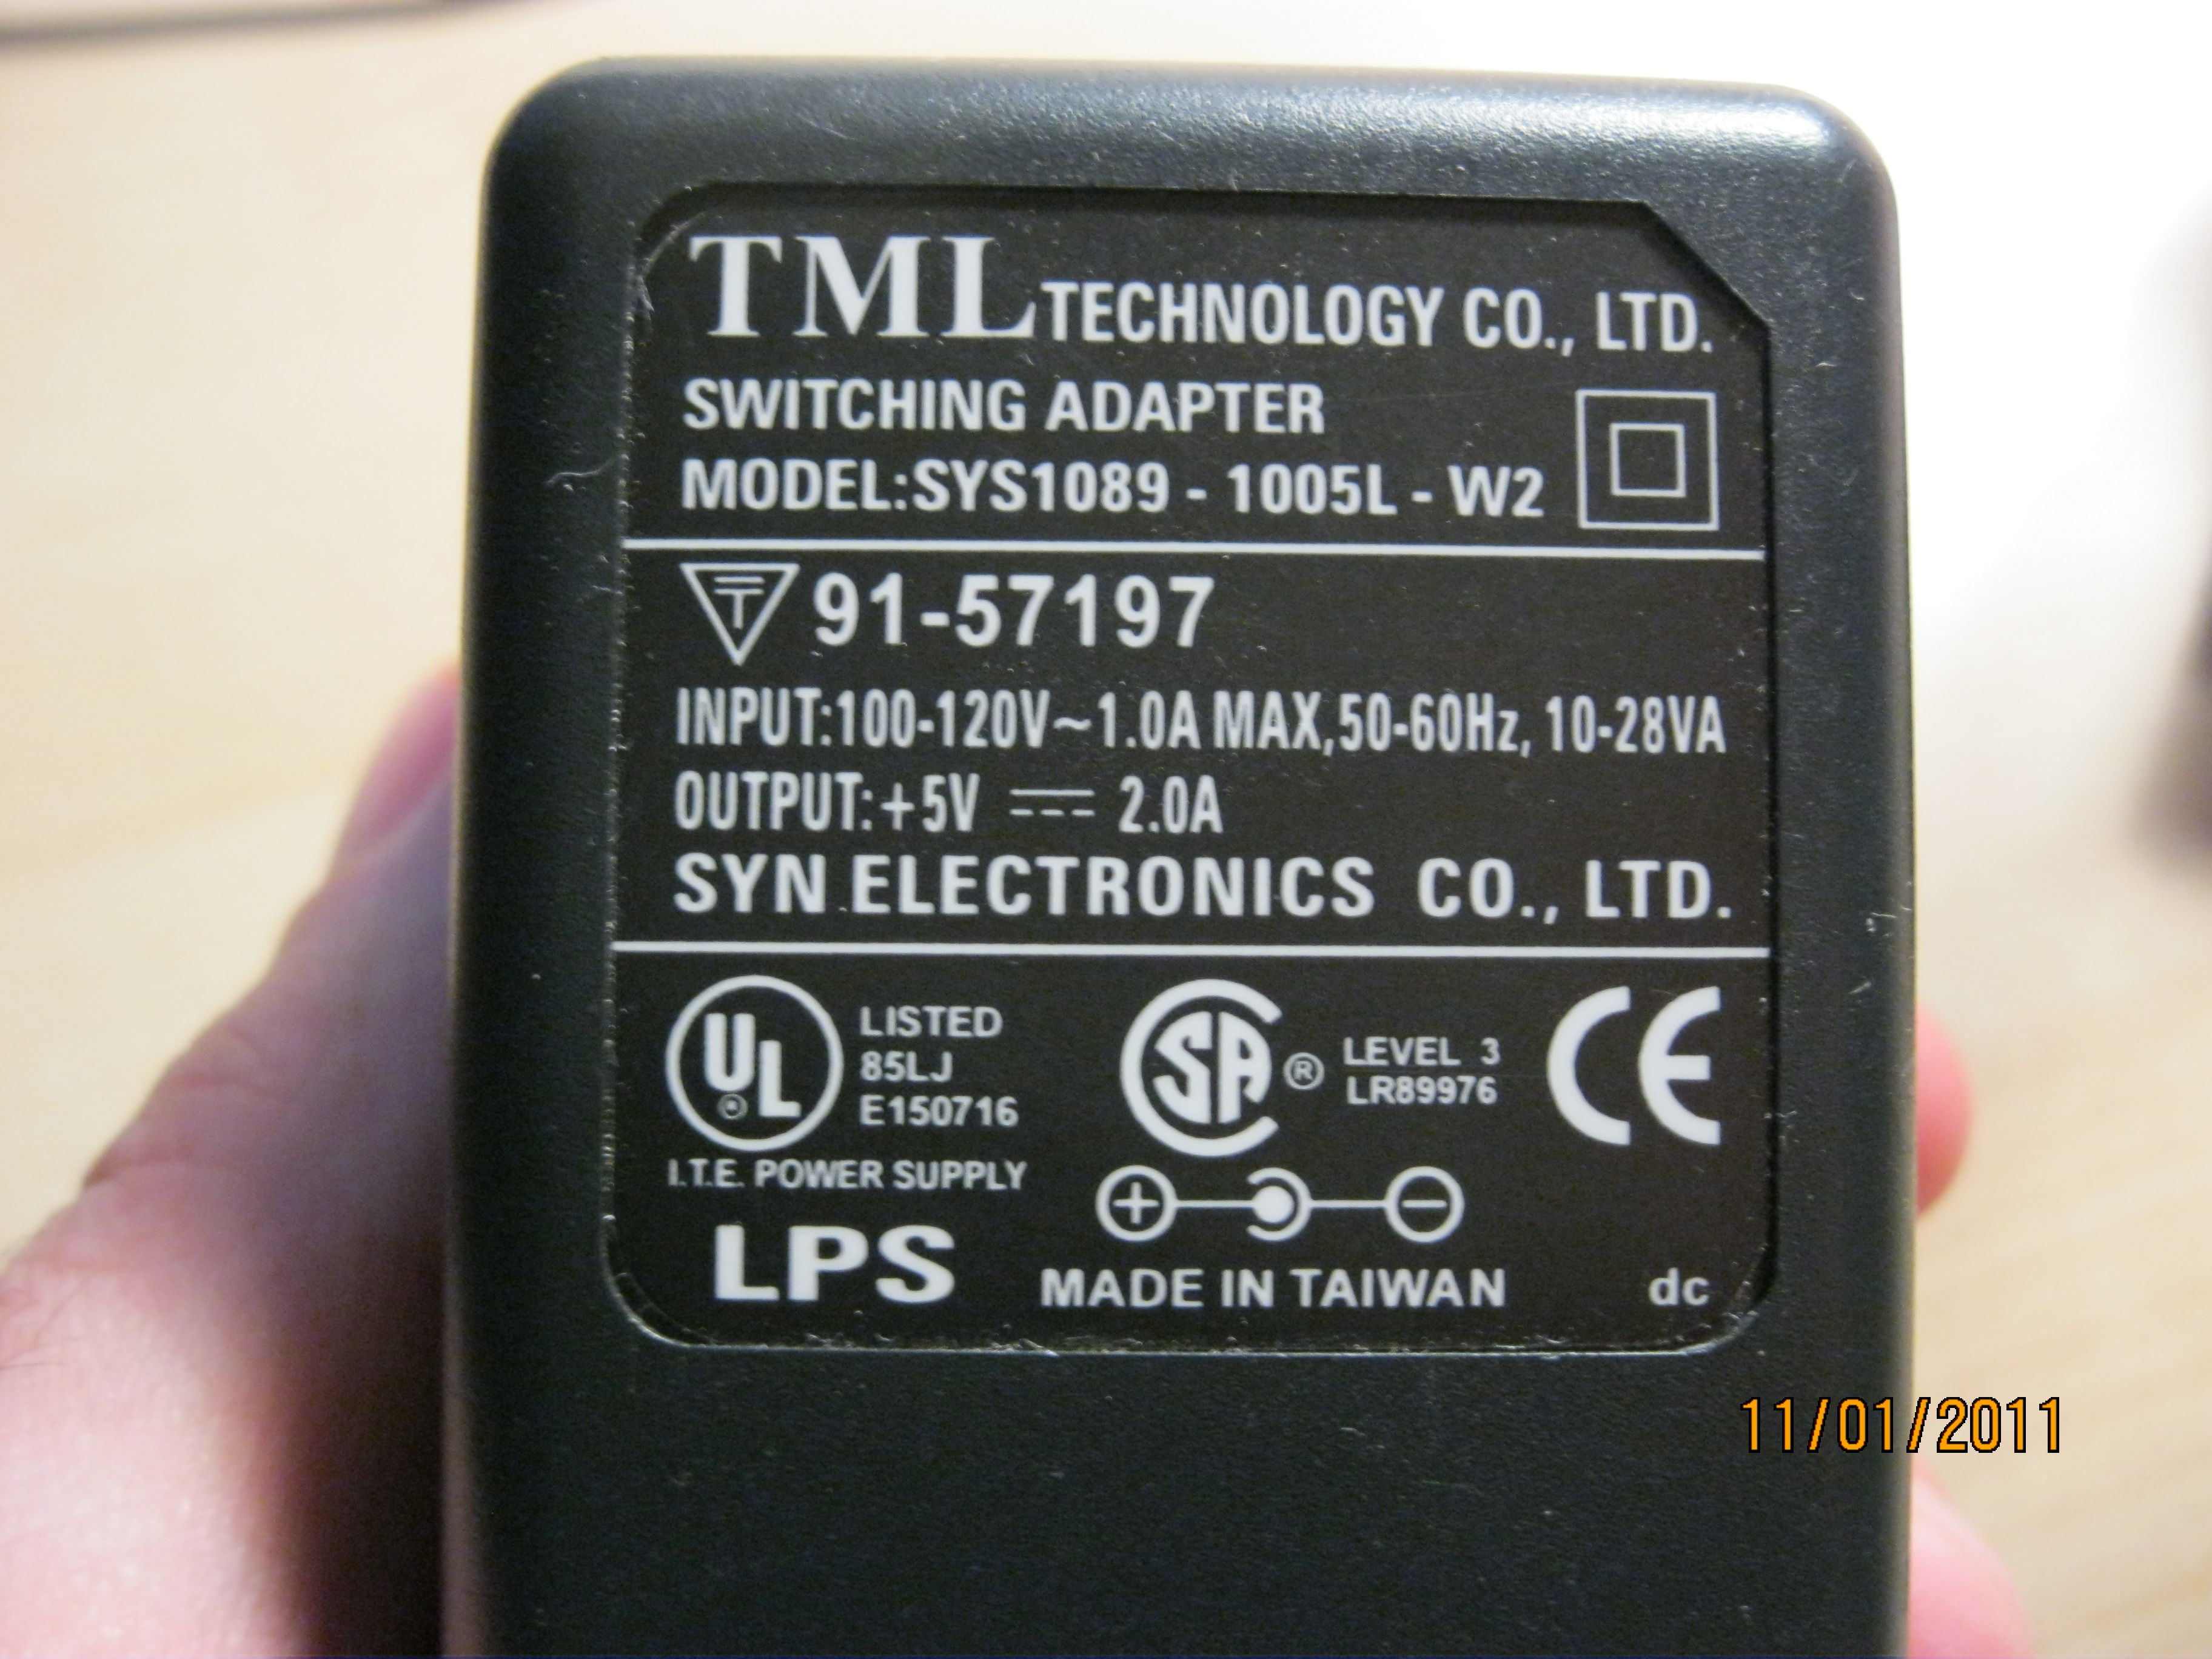 TML TECHNOLOGY CO., LTD.
SWITCHING ADAPTER
MODEL:SYS1089 - 1005L - W2
91-57197
INPUT:100-120V~1.0A MAX,50-60Hz, 10-28VA
OUTPUT:+5V ⎓ 2.0A
SYN ELECTRONICS CO., LTD.
UL ®
LISTED
85LJ
E150716
I.T.E. POWER SUPPLY
LPS
CSA ®
LEVEL 3
LR89976
CE
+ −
MADE IN TAIWAN
dc
11/01/2011